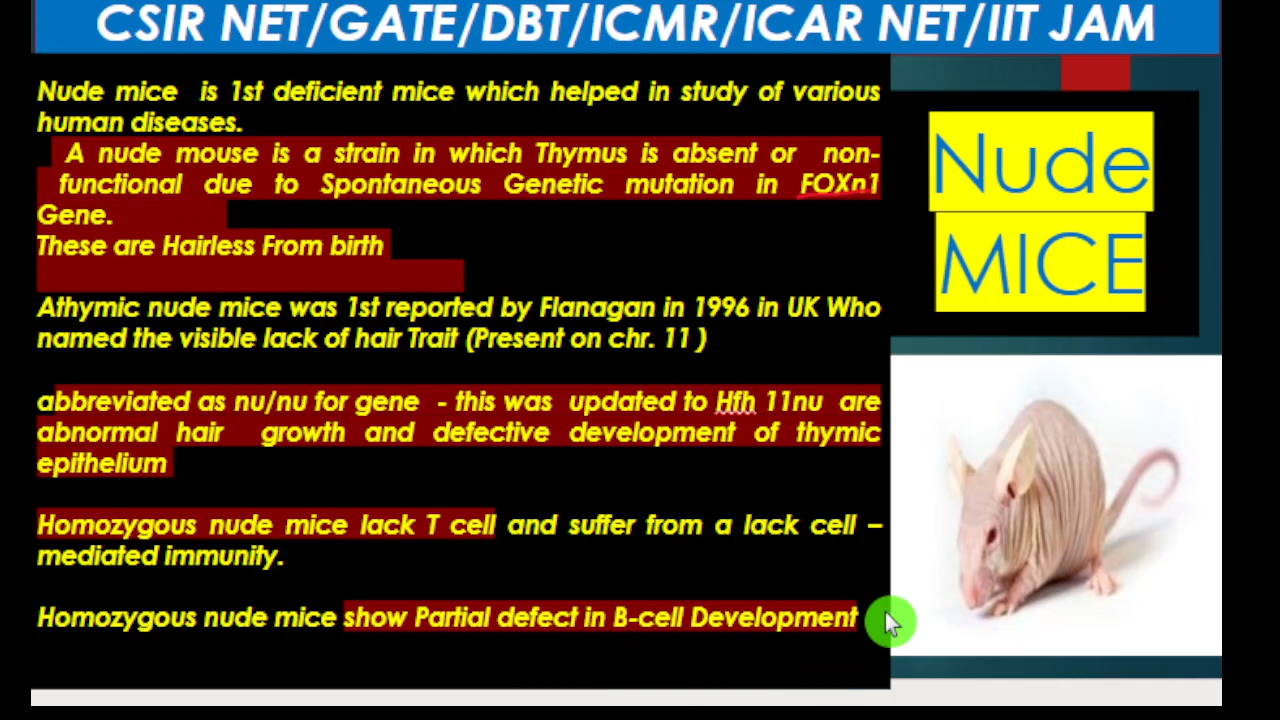 CSIR NET/GATE/DBT/ICMR/ICAR NET/IIT JAM
Nude mice is 1st deficient mice which helped in study of various
human diseases.
A nude mouse is a strain in which Thymus is absent or non-
functional due to Spontaneous Genetic mutation in FOXn1
Gene.
These are Hairless From birth
Athymic nude mice was 1st reported by Flanagan in 1996 in UK Who
named the visible lack of hair Trait (Present on chr. 11 )
abbreviated as nu/nu for gene - this was updated to Hfh 11nu are
abnormal hair growth and defective development of thymic
epithelium
Homozygous nude mice lack T cell and suffer from a lack cell –
mediated immunity.
Homozygous nude mice show Partial defect in B-cell Development
Nude
MICE